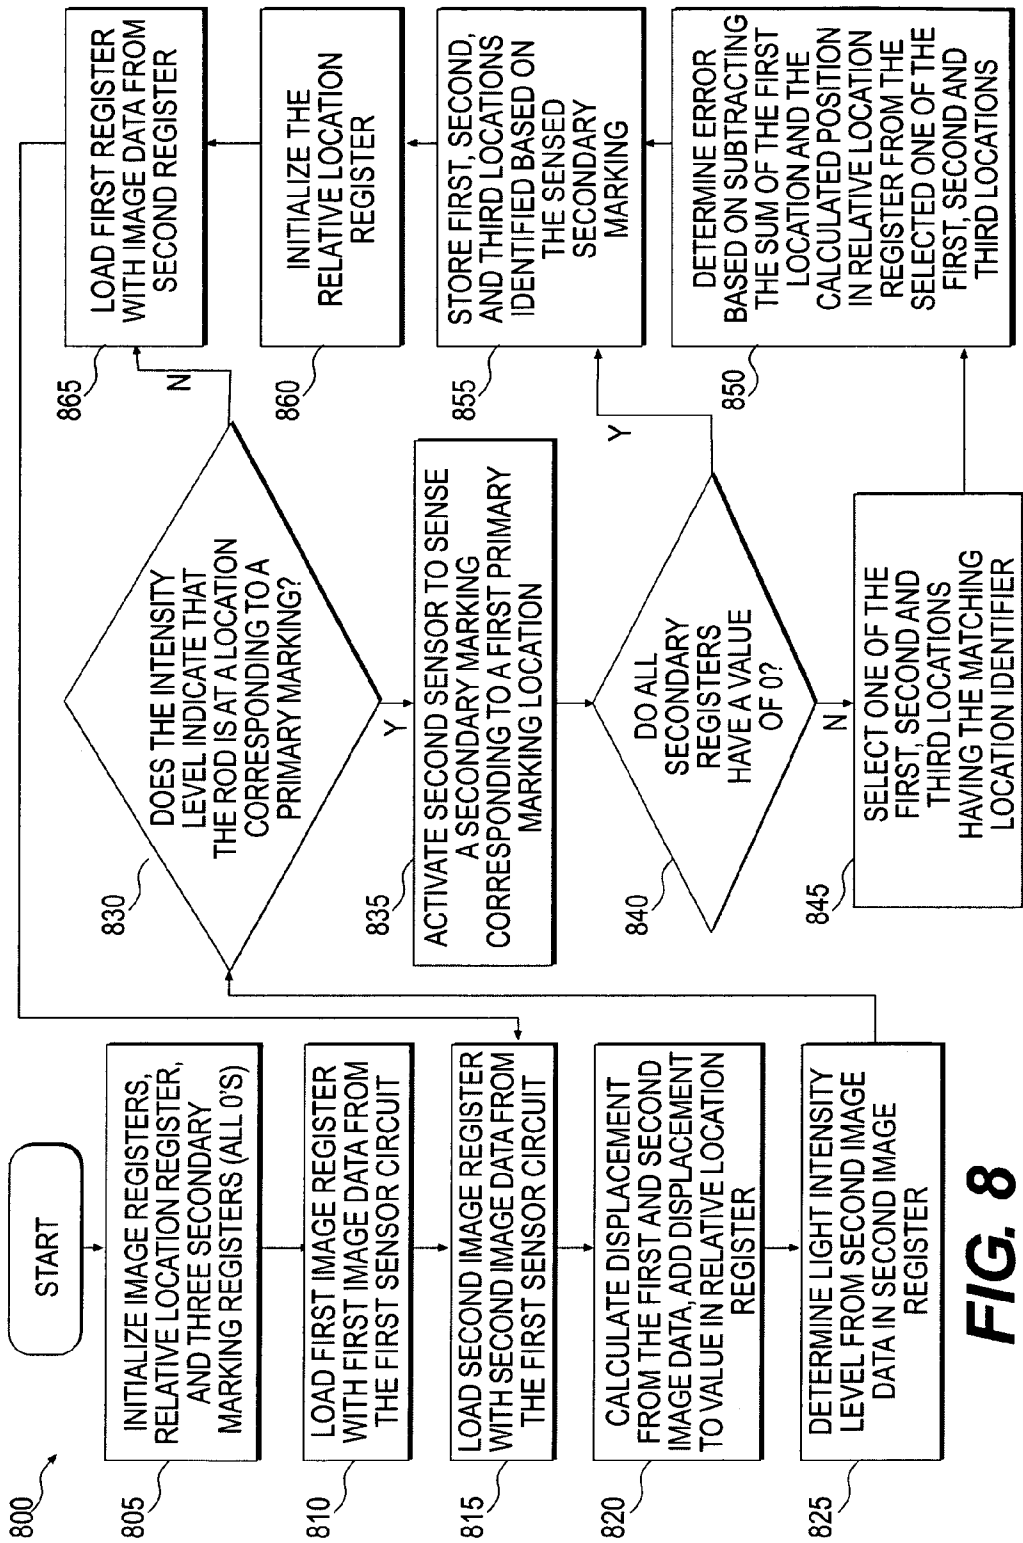 800
START
805
INITIALIZE IMAGE REGISTERS,
RELATIVE LOCATION REGISTER,
AND THREE SECONDARY
MARKING REGISTERS (ALL 0'S)
810
LOAD FIRST IMAGE REGISTER
WITH FIRST IMAGE DATA FROM
THE FIRST SENSOR CIRCUIT
815
LOAD SECOND IMAGE REGISTER
WITH SECOND IMAGE DATA FROM
THE FIRST SENSOR CIRCUIT
820
CALCULATE DISPLACEMENT
FROM THE FIRST AND SECOND
IMAGE DATA, ADD DISPLACEMENT
TO VALUE IN RELATIVE LOCATION
REGISTER
825
DETERMINE LIGHT INTENSITY
LEVEL FROM SECOND IMAGE
DATA IN SECOND IMAGE
REGISTER
830
DOES THE INTENSITY
LEVEL INDICATE THAT
THE ROD IS AT A LOCATION
CORRESPONDING TO A
PRIMARY MARKING?
N
Y
835
ACTIVATE SECOND SENSOR TO SENSE
A SECONDARY MARKING
CORRESPONDING TO A FIRST PRIMARY
MARKING LOCATION
840
DO ALL
SECONDARY
REGISTERS
HAVE A VALUE
OF 0?
Y
N
845
SELECT ONE OF THE
FIRST, SECOND AND
THIRD LOCATIONS
HAVING THE MATCHING
LOCATION IDENTIFIER
865
LOAD FIRST REGISTER
WITH IMAGE DATA FROM
SECOND REGISTER
860
INITIALIZE THE
RELATIVE LOCATION
REGISTER
855
STORE FIRST, SECOND,
AND THIRD LOCATIONS
IDENTIFIED BASED ON
THE SENSED
SECONDARY
MARKING
850
DETERMINE ERROR
BASED ON SUBTRACTING
THE SUM OF THE FIRST
LOCATION AND THE
CALCULATED POSITION
IN RELATIVE LOCATION
REGISTER FROM THE
SELECTED ONE OF THE
FIRST, SECOND AND
THIRD LOCATIONS
FIG. 8